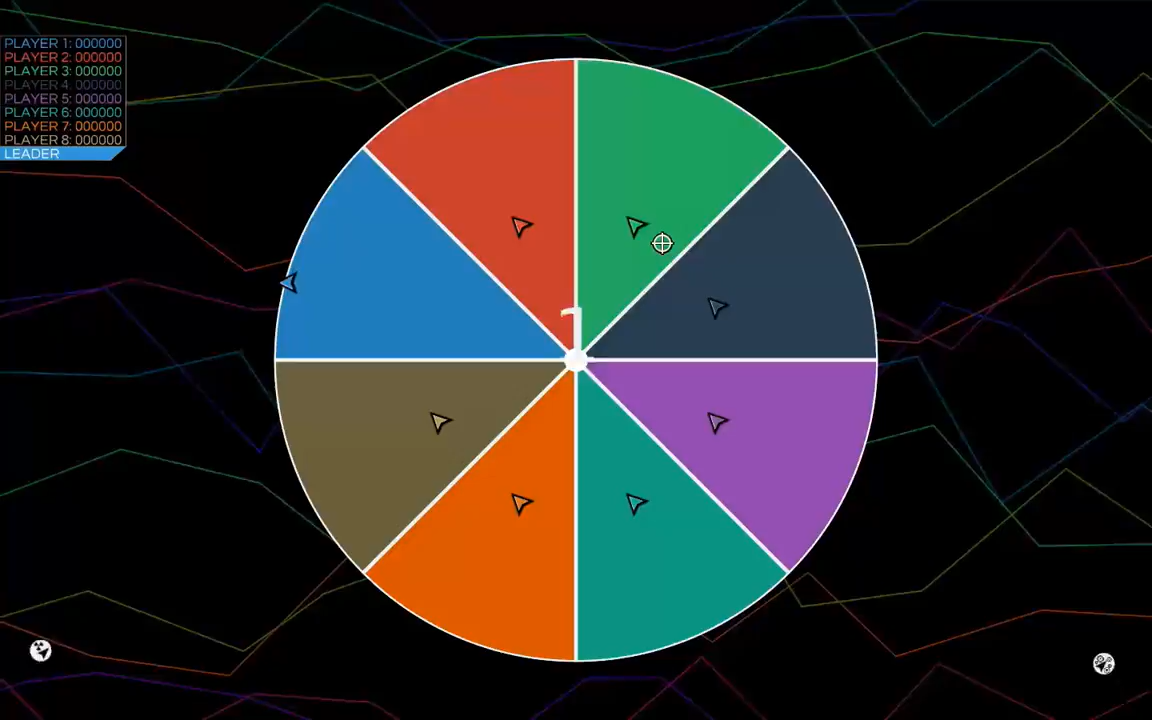 PLAYER 1: 000000
PLAYER 2: 000000
PLAYER 3: 000000
PLAYER 4: 000000
PLAYER 5: 000000
PLAYER 6: 000000
PLAYER 7: 000000
PLAYER 8: 000000
LEADER
1